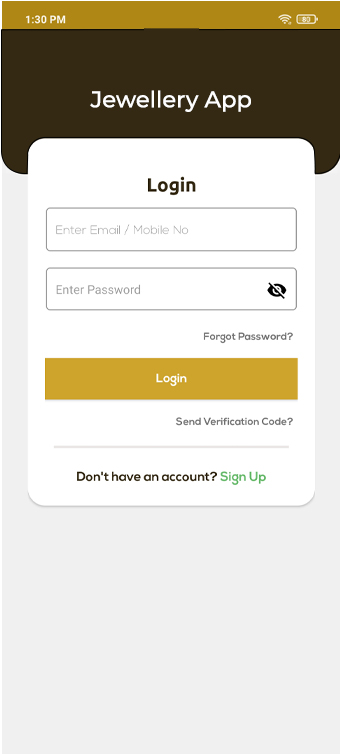 1:30 PM 80
Jewellery App
Login
Enter Email / Mobile No
Enter Password
Forgot Password?
Login
Send Verification Code?
Don't have an account? Sign Up